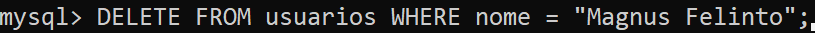 mysql> DELETE FROM usuarios WHERE nome = "Magnus Felinto";